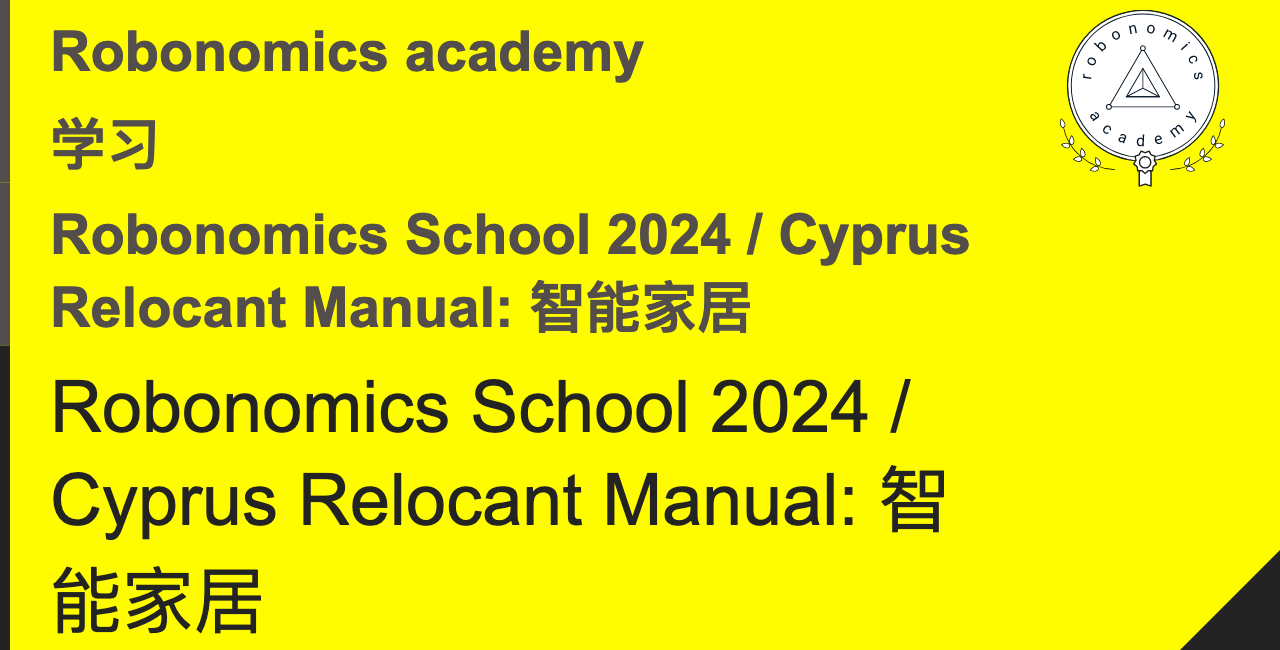 Robonomics academy
robonomics
academy
学习
Robonomics School 2024 / Cyprus
Relocant Manual: 智能家居
Robonomics School 2024 /
Cyprus Relocant Manual: 智
能家居